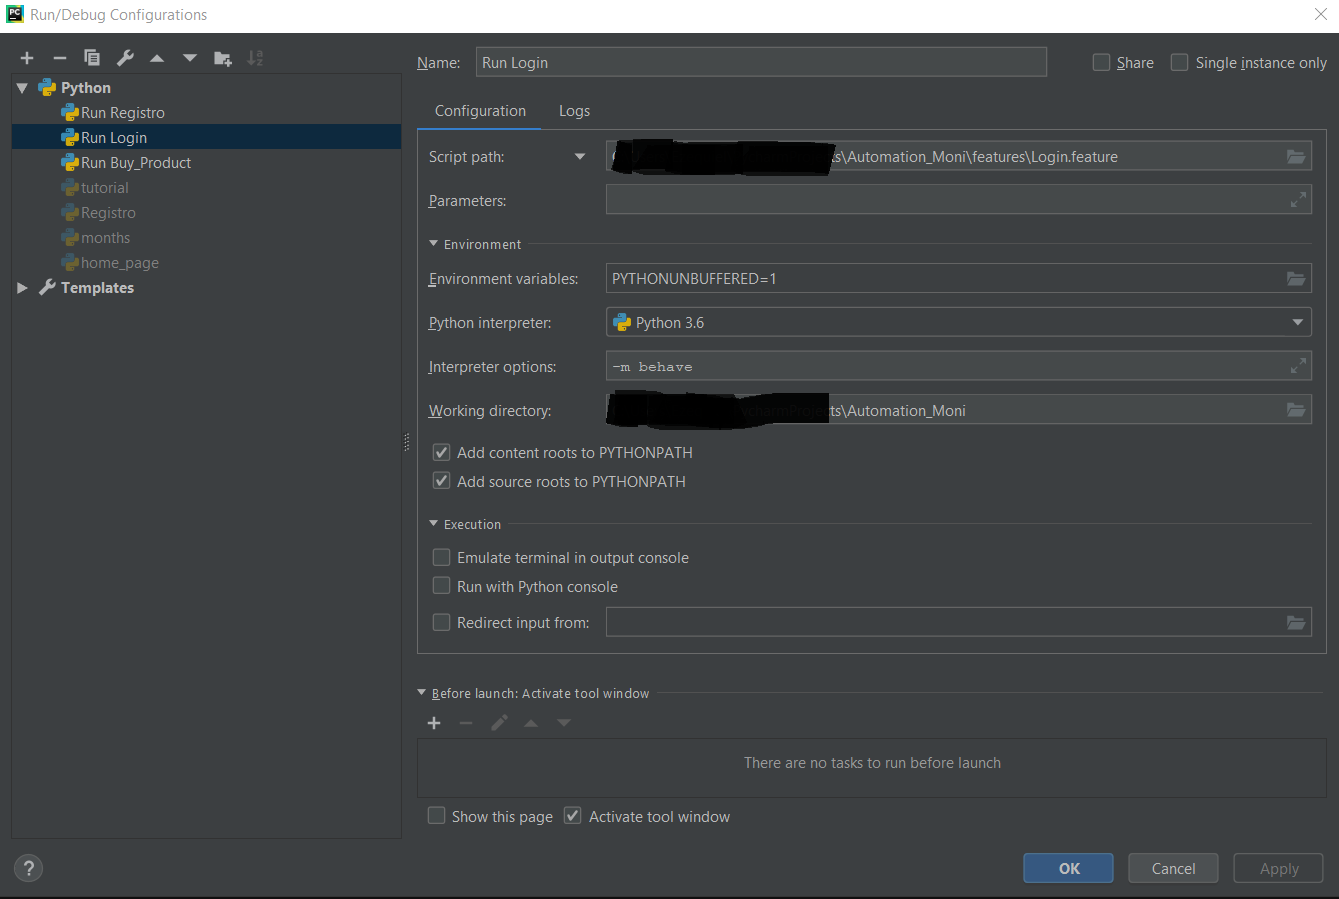 PC Run/Debug Configurations
Name: Run Login Share Single instance only
Python
Run Registro
Run Login
Run Buy_Product
tutorial
Registro
months
home_page
Templates
Configuration Logs
Script path: s\Automation_Moni\features\Login.feature
Parameters:
Environment
Environment variables: PYTHONUNBUFFERED=1
Python interpreter: Python 3.6
Interpreter options: -m behave
Working directory: ycharmProjects\Automation_Moni
Add content roots to PYTHONPATH
Add source roots to PYTHONPATH
Execution
Emulate terminal in output console
Run with Python console
Redirect input from:
Before launch: Activate tool window
There are no tasks to run before launch
Show this page Activate tool window
? OK Cancel Apply